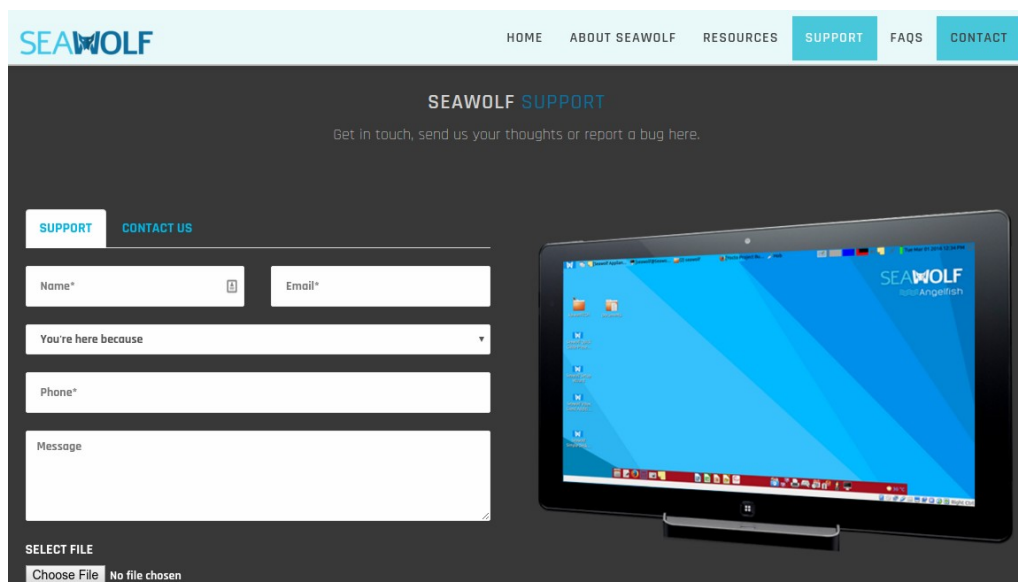 SEAWOLF
HOME ABOUT SEAWOLF RESOURCES SUPPORT FAQS CONTACT
SEAWOLF SUPPORT
Get in touch, send us your thoughts or report a bug here.
SUPPORT CONTACT US
Name* Email*
You're here because
Phone*
Message
SELECT FILE
Choose File No file chosen
SEAWOLF
Angelfish